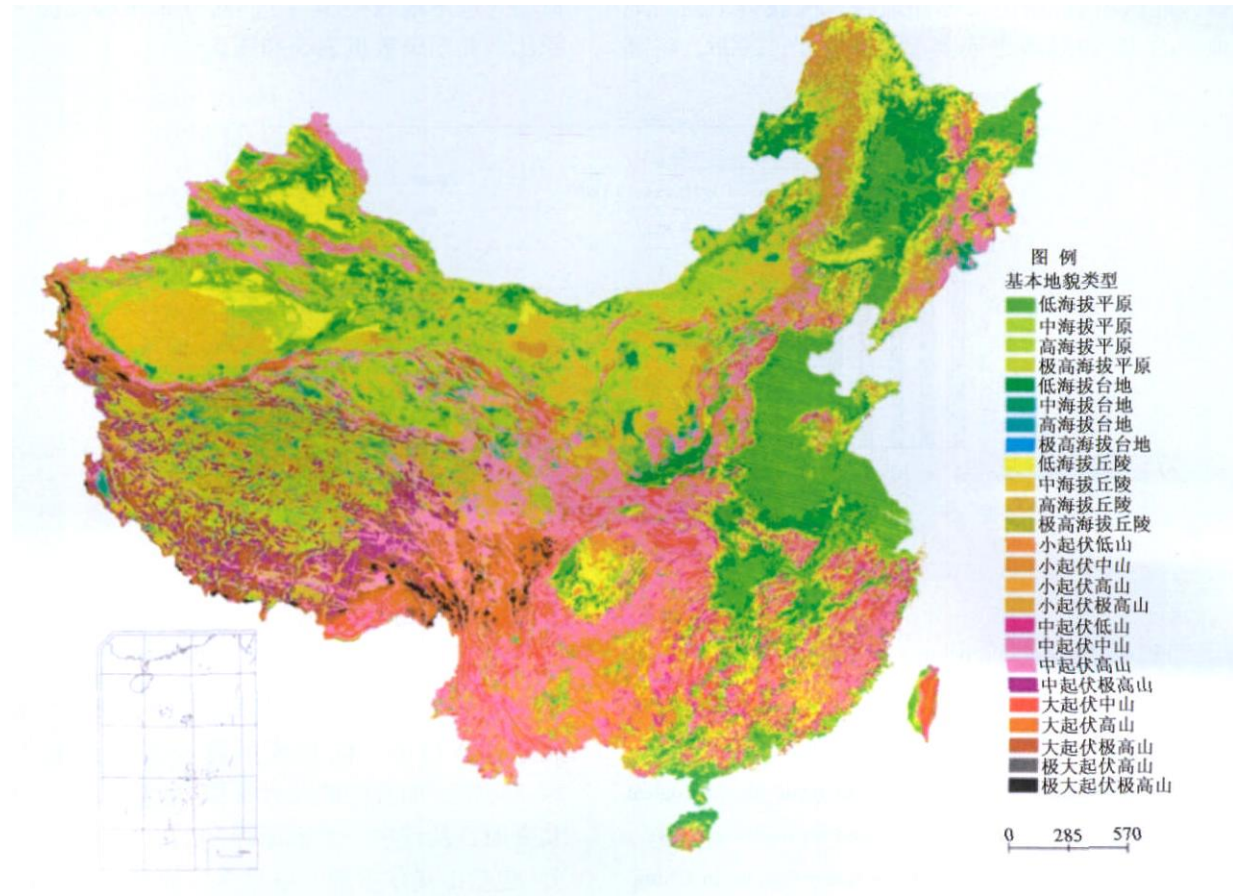 图 例
基本地貌类型
低海拔平原
中海拔平原
高海拔平原
极高海拔平原
低海拔台地
中海拔台地
高海拔台地
极高海拔台地
低海拔丘陵
中海拔丘陵
高海拔丘陵
极高海拔丘陵
小起伏低山
小起伏中山
小起伏高山
小起伏极高山
中起伏低山
中起伏中山
中起伏高山
中起伏极高山
大起伏中山
大起伏高山
大起伏极高山
极大起伏高山
极大起伏极高山
0 285 570